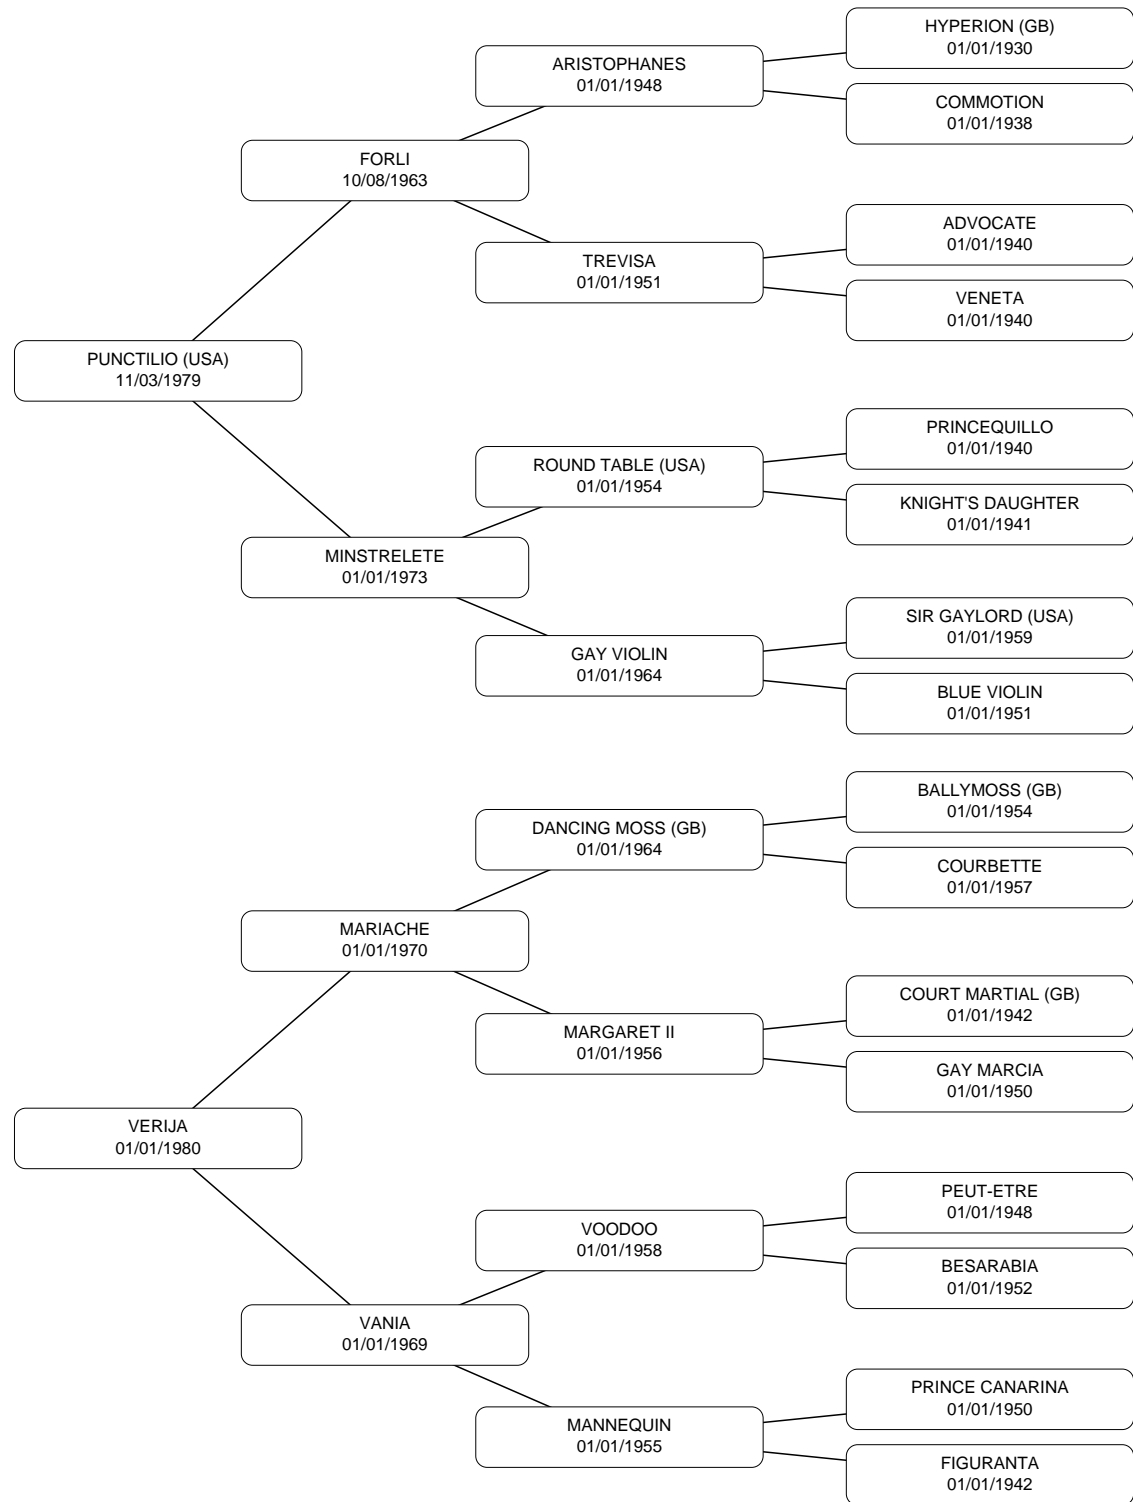 HYPERION (GB)
01/01/1930
ARISTOPHANES
01/01/1948
COMMOTION
01/01/1938
FORLI
10/08/1963
ADVOCATE
01/01/1940
TREVISA
01/01/1951
VENETA
01/01/1940
PUNCTILIO (USA)
11/03/1979
PRINCEQUILLO
01/01/1940
ROUND TABLE (USA)
01/01/1954
KNIGHT'S DAUGHTER
01/01/1941
MINSTRELETE
01/01/1973
SIR GAYLORD (USA)
01/01/1959
GAY VIOLIN
01/01/1964
BLUE VIOLIN
01/01/1951
BALLYMOSS (GB)
01/01/1954
DANCING MOSS (GB)
01/01/1964
COURBETTE
01/01/1957
MARIACHE
01/01/1970
COURT MARTIAL (GB)
01/01/1942
MARGARET II
01/01/1956
GAY MARCIA
01/01/1950
VERIJA
01/01/1980
PEUT-ETRE
01/01/1948
VOODOO
01/01/1958
BESARABIA
01/01/1952
VANIA
01/01/1969
PRINCE CANARINA
01/01/1950
MANNEQUIN
01/01/1955
FIGURANTA
01/01/1942